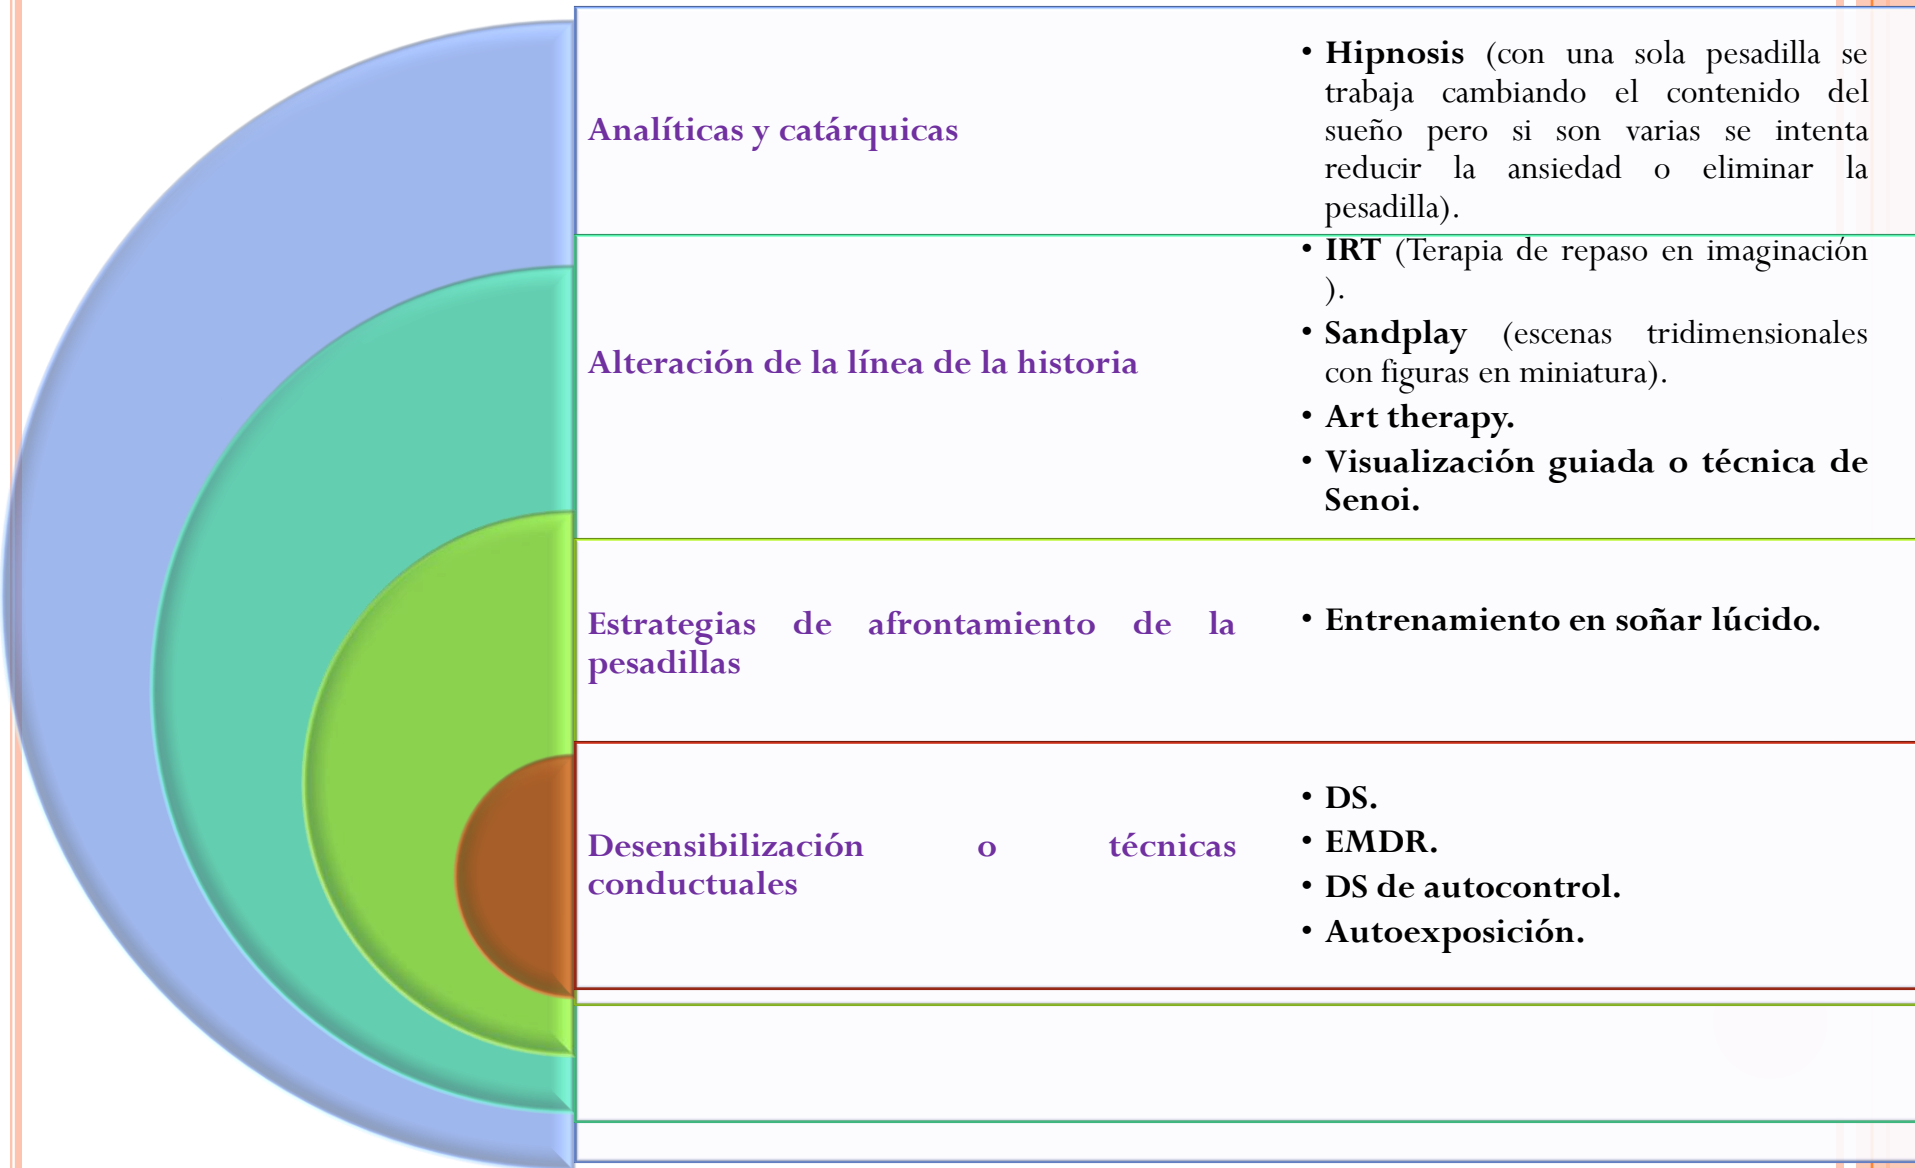 Analíticas y catárquicas
• Hipnosis (con una sola pesadilla se
trabaja cambiando el contenido del
sueño pero si son varias se intenta
reducir la ansiedad o eliminar la
pesadilla).
Alteración de la línea de la historia
• IRT (Terapia de repaso en imaginación
).
• Sandplay (escenas tridimensionales
con figuras en miniatura).
• Art therapy.
• Visualización guiada o técnica de
Senoi.
Estrategias de afrontamiento de la
pesadillas
• Entrenamiento en soñar lúcido.
Desensibilización o técnicas
conductuales
• DS.
• EMDR.
• DS de autocontrol.
• Autoexposición.